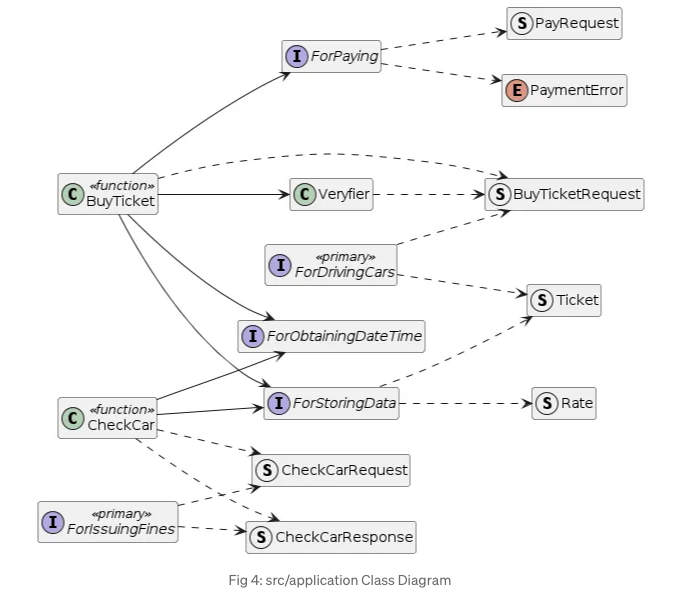 S PayRequest
I ForPaying
E PaymentError
«function»
C BuyTicket
C Veryfier
S BuyTicketRequest
«primary»
I ForDrivingCars
S Ticket
I ForObtainingDateTime
«function»
C CheckCar
I ForStoringData
S Rate
S CheckCarRequest
«primary»
I ForIssuingFines
S CheckCarResponse
Fig 4: src/application Class Diagram